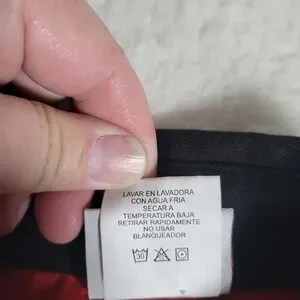 LAVAR EN LAVADORA
CON AGUA FRIA
SECAR A
TEMPERATURA BAJA
RETIRAR RAPIDAMENTE
NO USAR
BLANQUEADOR
30